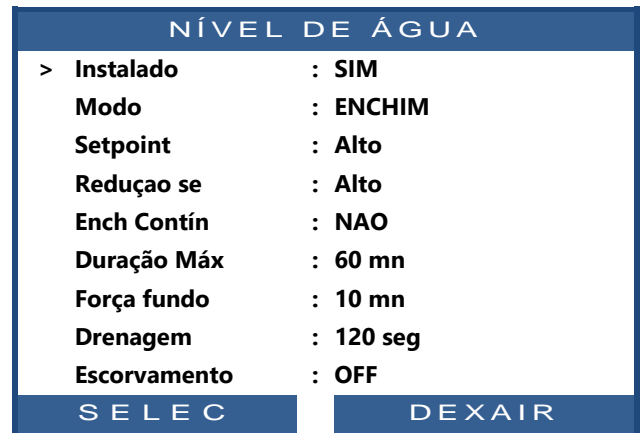 NÍVEL DE ÁGUA
> Instalado : SIM
Modo : ENCHIM
Setpoint : Alto
Reduçao se : Alto
Ench Contín : NAO
Duração Máx : 60 mn
Força fundo : 10 mn
Drenagem : 120 seg
Escorvamento : OFF
SELEC DEXAIR